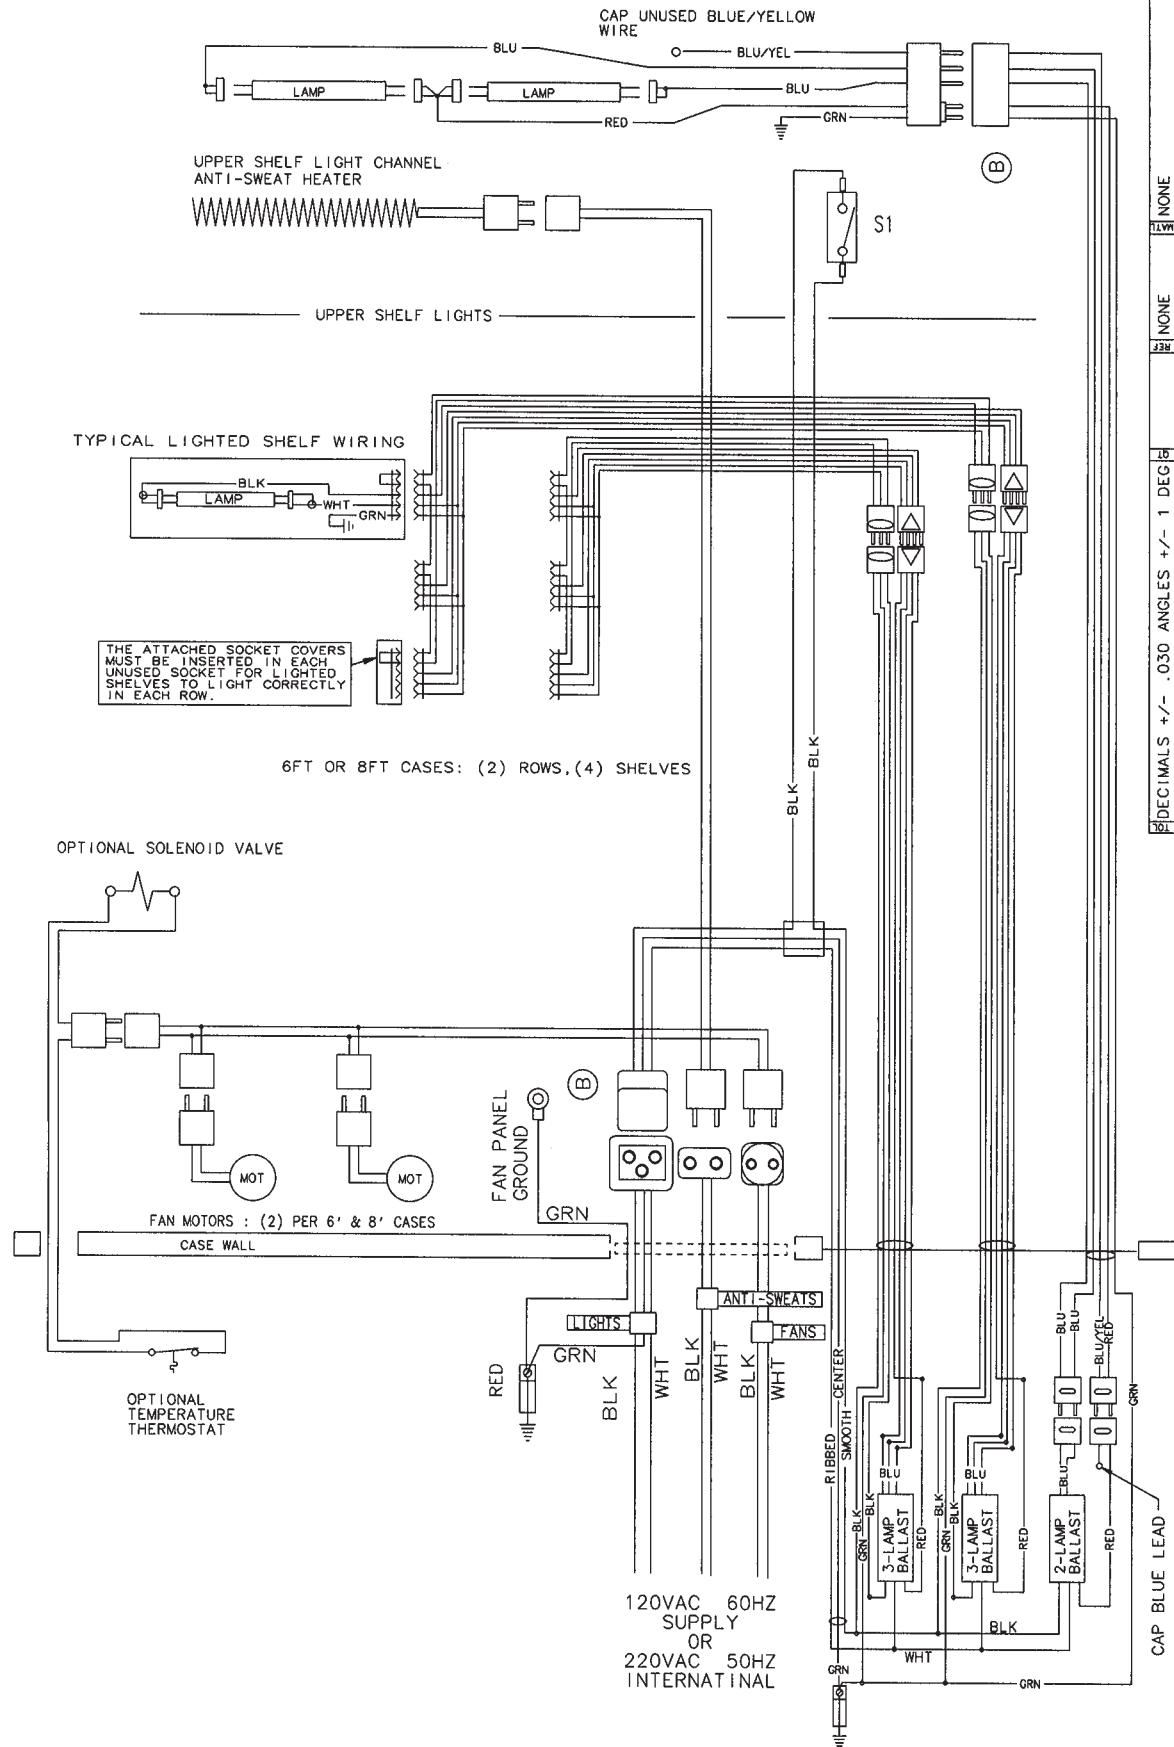 CAP UNUSED BLUE/YELLOW
WIRE
BLU
BLU/YEL
LAMP
LAMP
BLU
RED
GRN
UPPER SHELF LIGHT CHANNEL
ANTI-SWEAT HEATER
B
S1
UPPER SHELF LIGHTS
MAT'L NONE
REF NONE
TOL DECIMALS +/- .030 ANGLES +/- 1 DEG
TYPICAL LIGHTED SHELF WIRING
BLK
LAMP
WHT
GRN
THE ATTACHED SOCKET COVERS
MUST BE INSERTED IN EACH
UNUSED SOCKET FOR LIGHTED
SHELVES TO LIGHT CORRECTLY
IN EACH ROW.
BLK
BLK
6FT OR 8FT CASES: (2) ROWS,(4) SHELVES
OPTIONAL SOLENOID VALVE
FAN PANEL
GROUND
B
MOT
MOT
GRN
FAN MOTORS : (2) PER 6' & 8' CASES
CASE WALL
ANTI-SWEATS
LIGHTS
FANS
GRN
RED
BLK
WHT
BLK
WHT
BLK
WHT
OPTIONAL
TEMPERATURE
THERMOSTAT
RIBBED
CENTER
SMOOTH
BLU
BLU
BLU/YEL
RED
GRN
BLU
BLU
BLU
BLK
GRN
BLK
3-LAMP
BALLAST
RED
BLK
GRN
BLK
3-LAMP
BALLAST
RED
2-LAMP
BALLAST
RED
CAP BLUE LEAD
120VAC 60HZ
SUPPLY
OR
220VAC 50HZ
INTERNATINAL
BLK
WHT
GRN
GRN